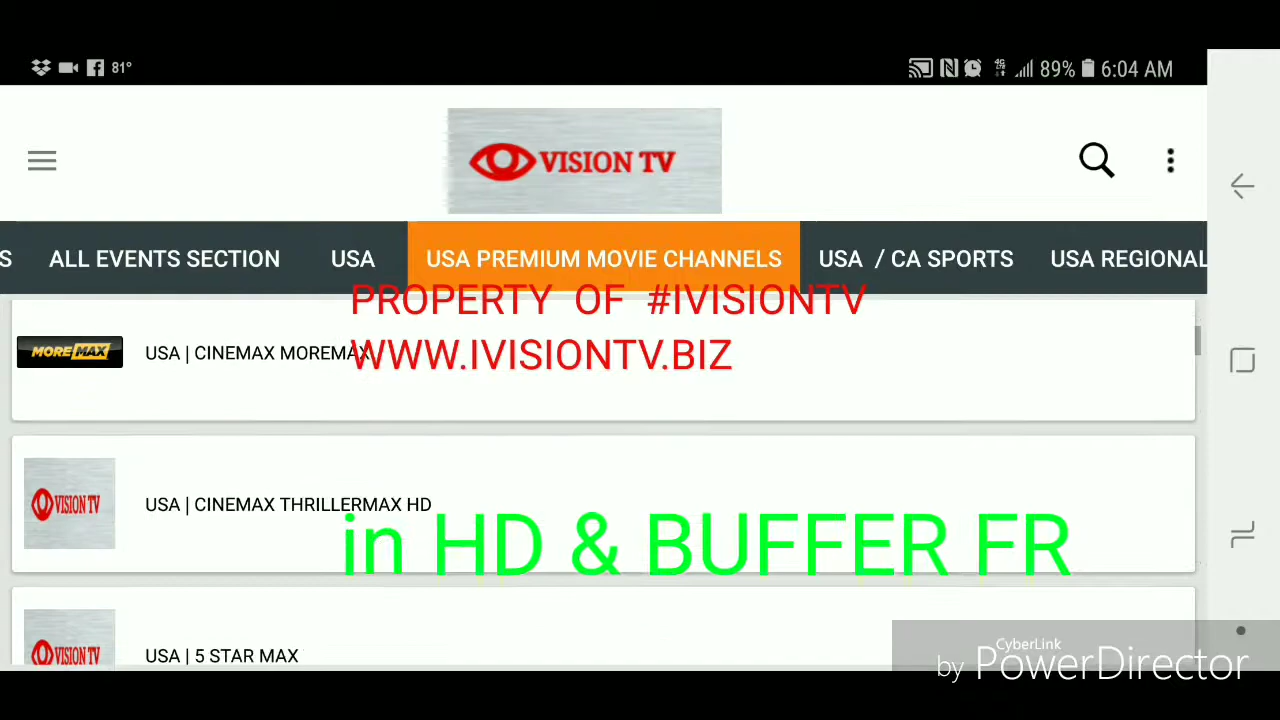 81°
89% 6:04 AM
VISION TV
S ALL EVENTS SECTION USA USA PREMIUM MOVIE CHANNELS USA / CA SPORTS USA REGIONAL
PROPERTY OF #IVISIONTV
MOREMAX USA | CINEMAX MOREMAX
WWW.IVISIONTV.BIZ
VISION TV USA | CINEMAX THRILLERMAX HD
in HD & BUFFER FR
VISION TV USA | 5 STAR MAX
CyberLink
by PowerDirector